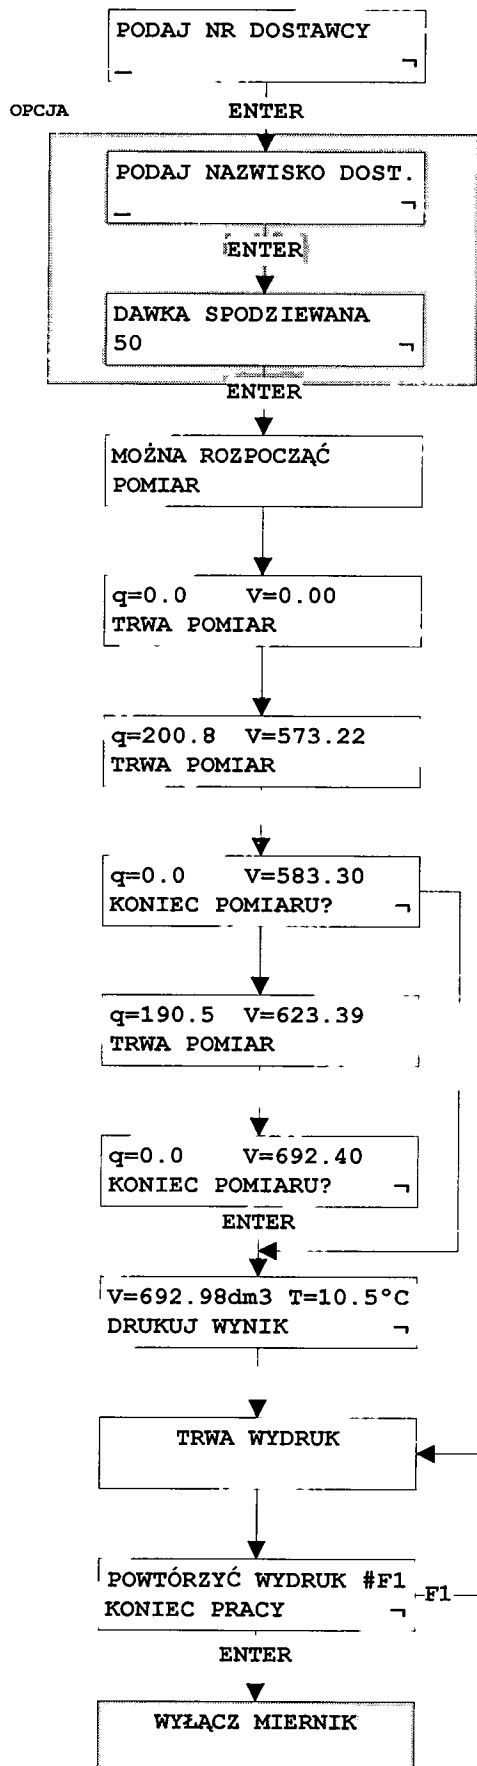 PODAJ NR DOSTAWCY
_ ¬
OPCJA ENTER
PODAJ NAZWISKO DOST.
_ ¬
ENTER
DAWKA SPODZIEWANA
50 ¬
ENTER
MOŻNA ROZPOCZĄĆ
POMIAR
q=0.0 V=0.00
TRWA POMIAR
q=200.8 V=573.22
TRWA POMIAR
q=0.0 V=583.30
KONIEC POMIARU? ¬
q=190.5 V=623.39
TRWA POMIAR
q=0.0 V=692.40
KONIEC POMIARU? ¬
ENTER
V=692.98dm3 T=10.5°C
DRUKUJ WYNIK ¬
TRWA WYDRUK
POWTÓRZYĆ WYDRUK #F1 F1
KONIEC PRACY ¬
ENTER
WYŁĄCZ MIERNIK